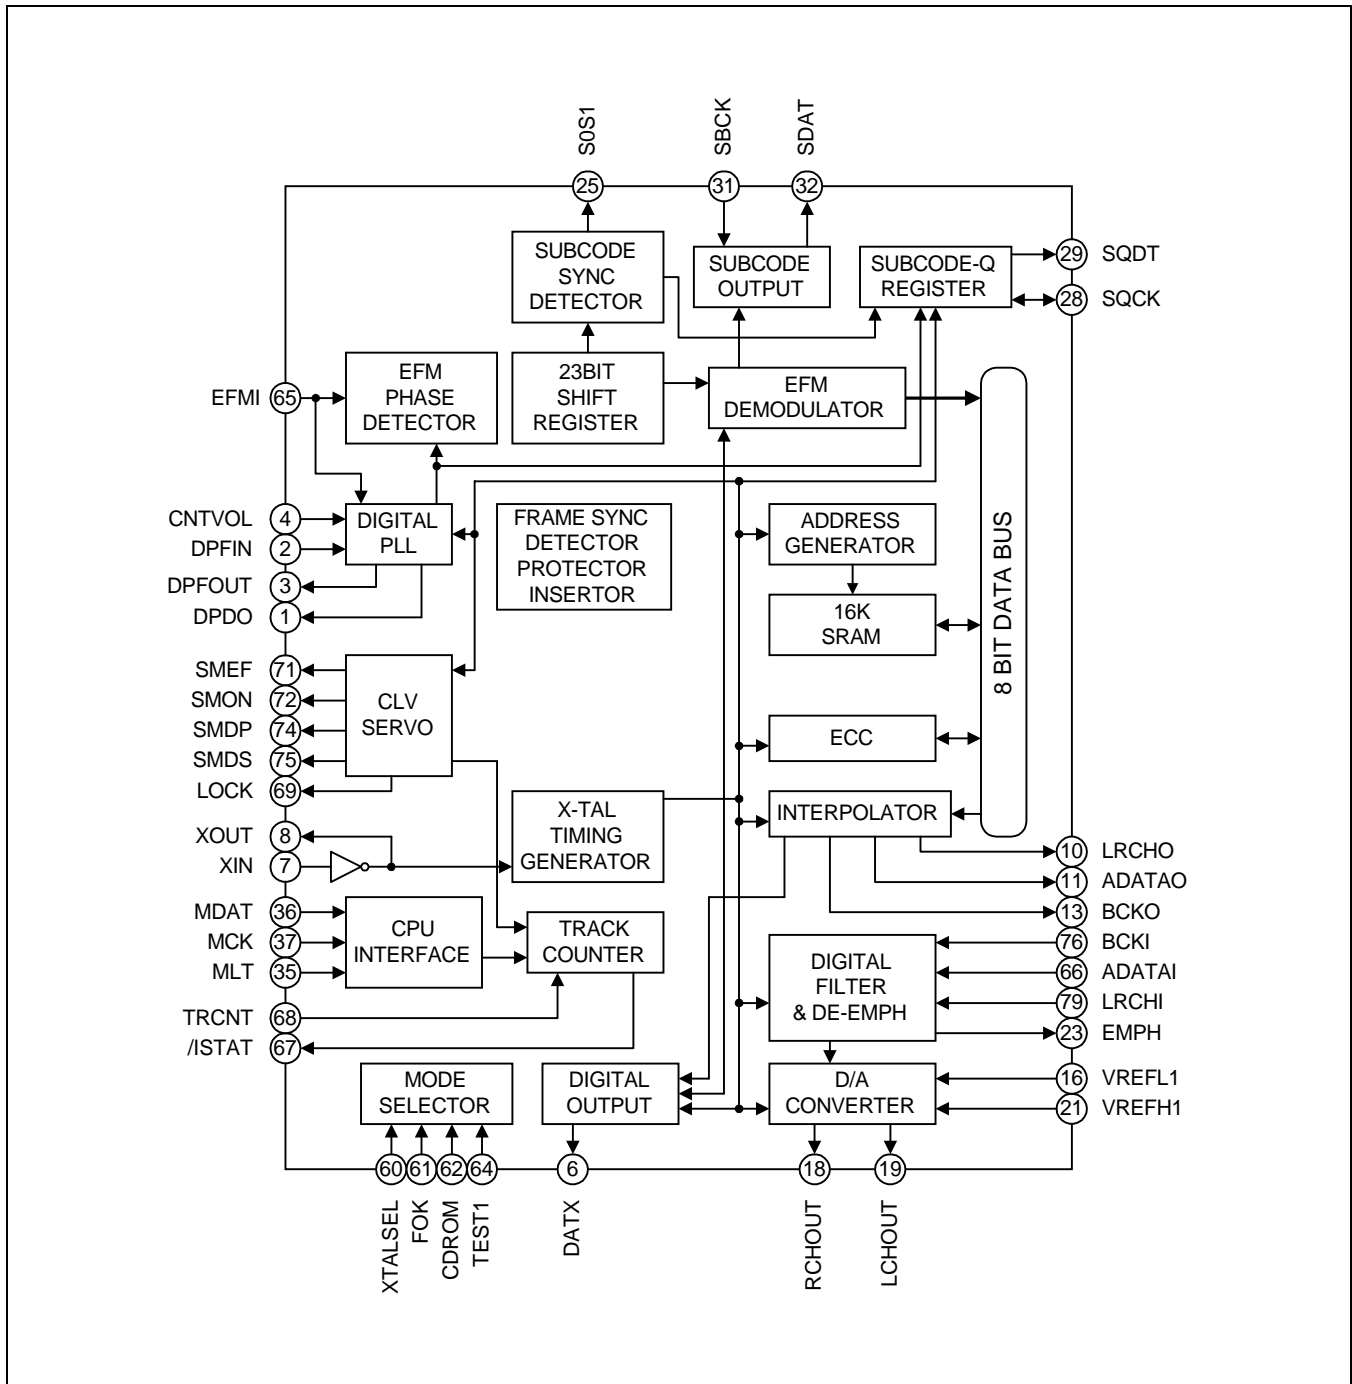 S0S1
SBCK
SDAT
25
31
32
SUBCODE
SYNC
DETECTOR
SUBCODE
OUTPUT
SUBCODE-Q
REGISTER
29 SQDT
28 SQCK
EFMI 65
EFM
PHASE
DETECTOR
23BIT
SHIFT
REGISTER
EFM
DEMODULATOR
8 BIT DATA BUS
CNTVOL 4
DPFIN 2
DPFOUT 3
DPDO 1
DIGITAL
PLL
FRAME SYNC
DETECTOR
PROTECTOR
INSERTOR
ADDRESS
GENERATOR
16K
SRAM
SMEF 71
SMON 72
SMDP 74
SMDS 75
LOCK 69
CLV
SERVO
ECC
XOUT 8
XIN 7
X-TAL
TIMING
GENERATOR
INTERPOLATOR
10 LRCHO
11 ADATAO
13 BCKO
76 BCKI
66 ADATAI
79 LRCHI
23 EMPH
MDAT 36
MCK 37
MLT 35
CPU
INTERFACE
TRACK
COUNTER
DIGITAL
FILTER
& DE-EMPH
TRCNT 68
/ISTAT 67
MODE
SELECTOR
DIGITAL
OUTPUT
D/A
CONVERTER
16 VREFL1
21 VREFH1
60
61
62
64
6
18
19
XTALSEL
FOK
CDROM
TEST1
DATX
RCHOUT
LCHOUT